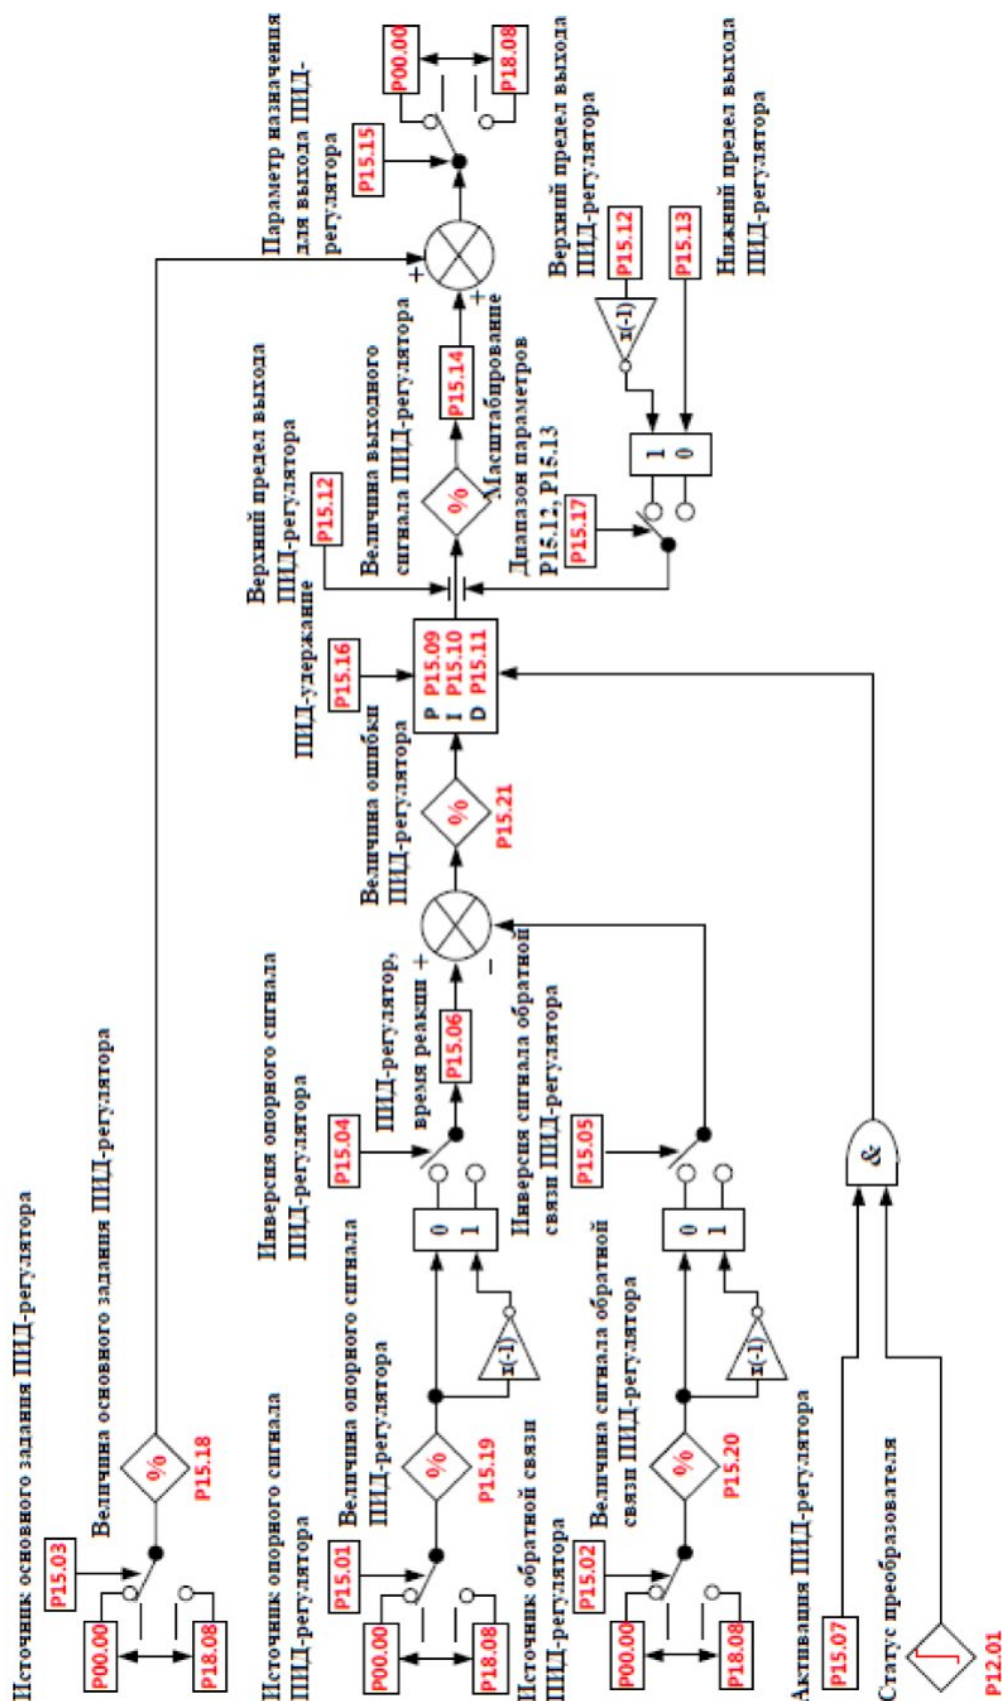 Источник основного задания ПИД-регулятора
P15.03
Величина основного задания ПИД-регулятора
P00.00
P18.08
%
P15.18
Источник опорного сигнала
ПИД-регулятора
P15.01
Величина опорного сигнала
ПИД-регулятора
P00.00
P18.08
%
P15.19
x(-1)
0
1
Инверсия опорного сигнала
ПИД-регулятора
P15.04
ПИД-регулятор,
время реакци
+
P15.06
−
Источник обратной связи
ПИД-регулятора
P15.02
Величина сигнала обратной
связи ПИД-регулятора
P00.00
P18.08
%
P15.20
x(-1)
0
1
Инверсия сигнала обратной
связи ПИД-регулятора
P15.05
Активация ПИД-регулятора
P15.07
Статус преобразователя
P12.01
&
Величина ошибки
ПИД-регулятора
%
P15.21
ПИД-удержание
P15.16
P P15.09
I P15.10
D P15.11
Верхний предел выхода
ПИД-регулятора
P15.12
Величина выходного
сигнала ПИД-регулятора
%
P15.14
Масштабирование
Диапазон параметров
P15.12, P15.13
P15.17
1
0
x(-1)
Верхний предел выхода
ПИД-регулятора
P15.12
P15.13
Нижний предел выхода
ПИД-регулятора
+
+
Параметр назначения
для выхода ПИД-
регулятора
P15.15
P00.00
P18.08